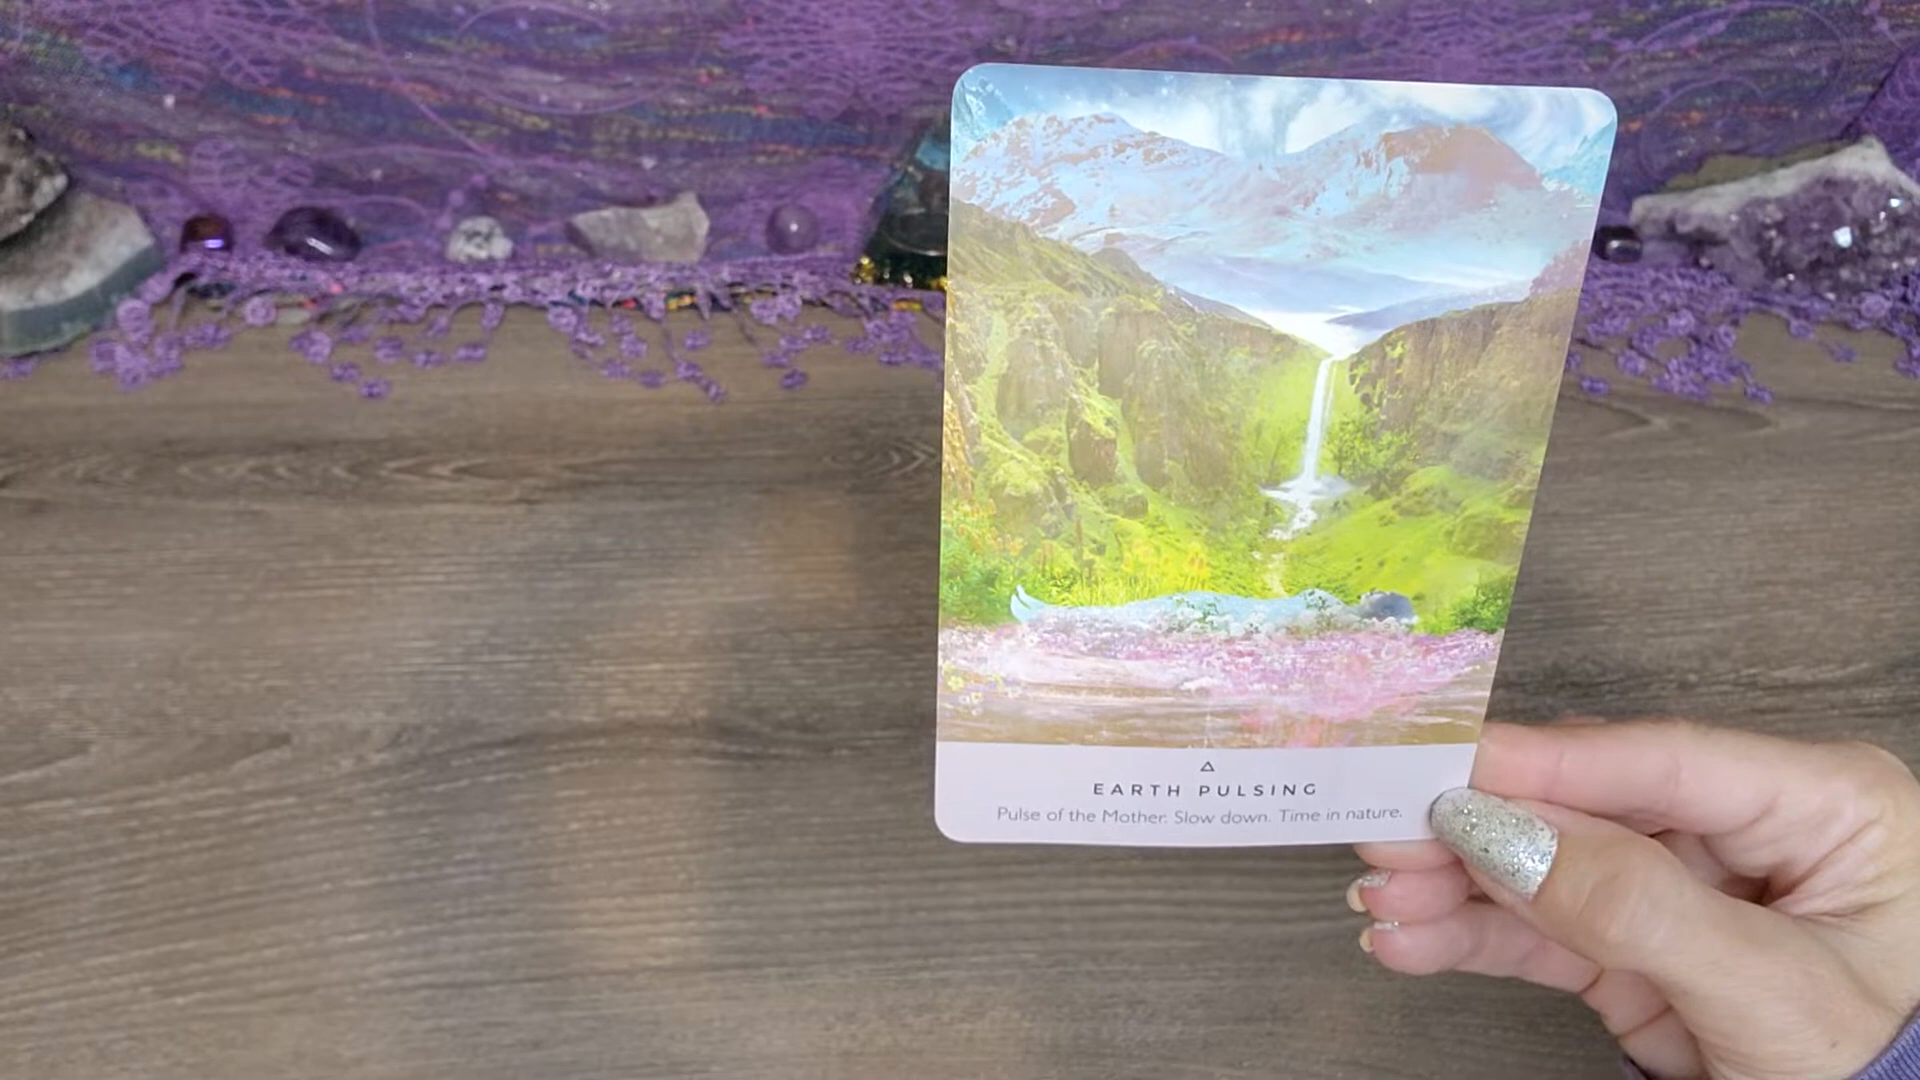 EARTH PULSING
Pulse of the Mother. Slow down. Time in nature.